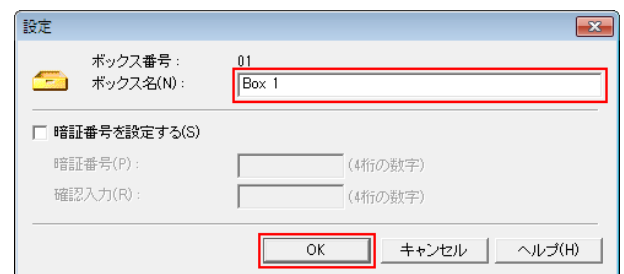 設定
ボックス番号： 01
ボックス名(N)： Box 1
暗証番号を設定する(S)
暗証番号(P)： (4桁の数字)
確認入力(R)： (4桁の数字)
OK キャンセル ヘルプ(H)